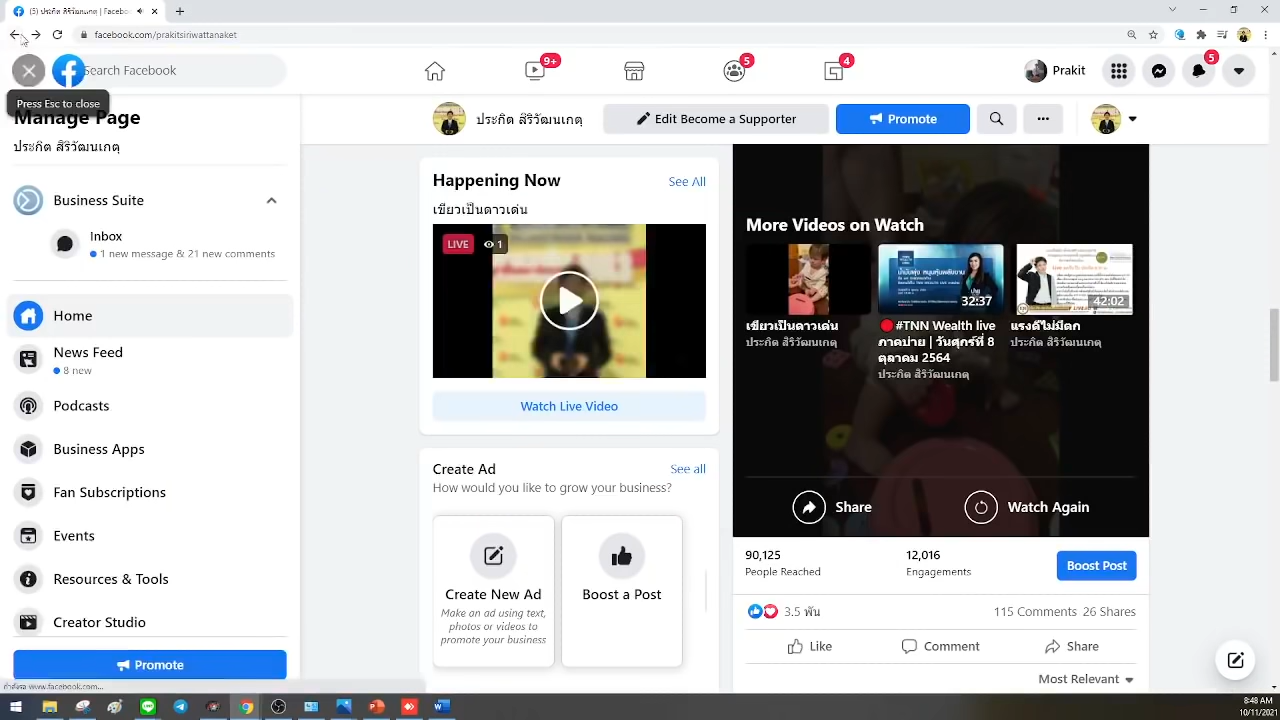 (5) ประกิต สิริวัฒนเกตุ | Facebook
facebook.com/prakitsiriwattanaket
Search Facebook
9+
5
4
Prakit
5
Press Esc to close
Manage Page
ประกิต สิริวัฒนเกตุ
Business Suite
Inbox
1 new message & 21 new comments
Home
News Feed
8 new
Podcasts
Business Apps
Fan Subscriptions
Events
Resources & Tools
Creator Studio
Promote
ประกิต สิริวัฒนเกตุ
Edit Become a Supporter
Promote
Happening Now
See All
เขียวเป็นดาวเด่น
LIVE
1
Watch Live Video
Create Ad
See all
How would you like to grow your business?
Create New Ad
Make an ad using text,
photos or videos to
promote your business
Boost a Post
More Videos on Watch
เขียวเป็นดาวเด่น
ประกิต สิริวัฒนเกตุ
32:37
#TNN Wealth live
ภาคบ่าย | วันศุกร์ที่ 8
ตุลาคม 2564
ประกิต สิริวัฒนเกตุ
42:02
แรงดีไม่มีตก
ประกิต สิริวัฒนเกตุ
Share
Watch Again
90,125
People Reached
12,016
Engagements
Boost Post
3.5 พัน
115 Comments 26 Shares
Like
Comment
Share
Most Relevant
8:48 AM
10/11/2021